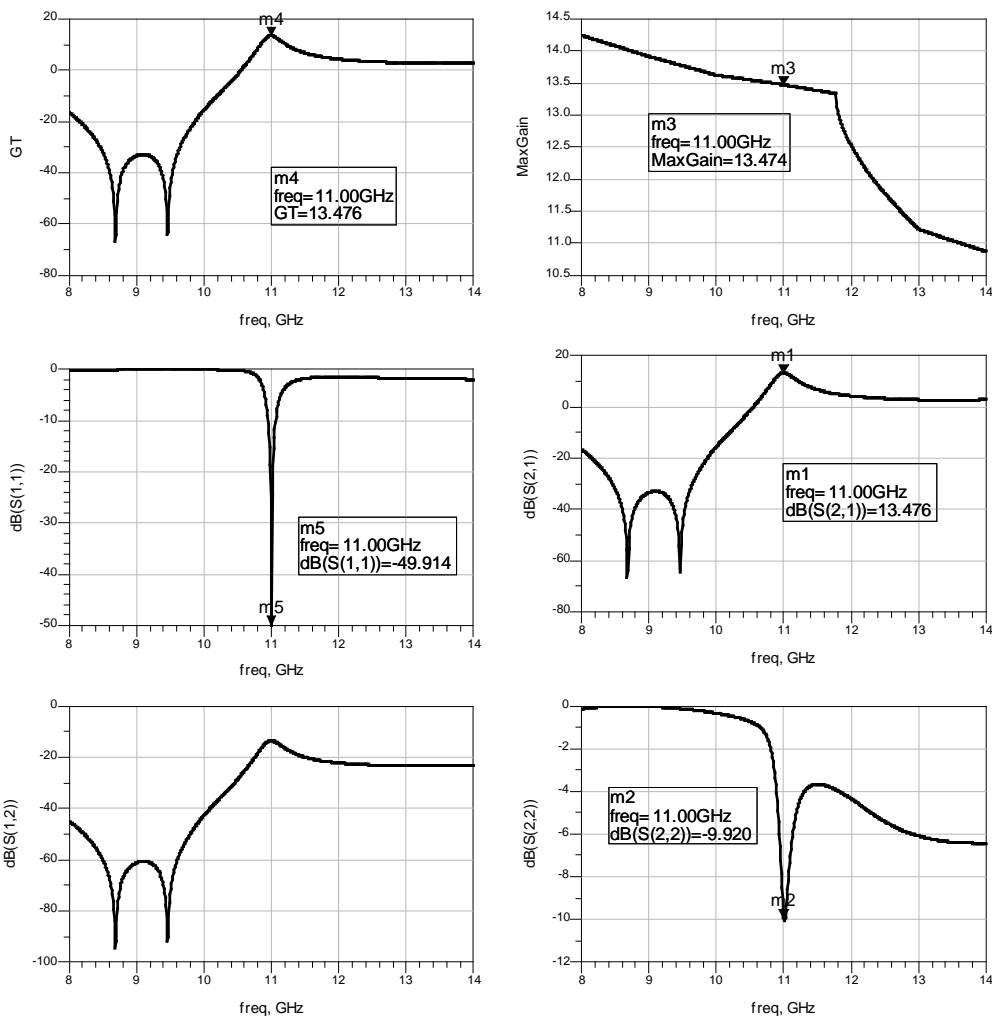 20
0
-20
-40
-60
-80
GT
m4
m4
freq= 11.00GHz
GT=13.476
8
9
10
11
12
13
14
freq, GHz
14.5
14.0
13.5
13.0
12.5
12.0
11.5
11.0
10.5
MaxGain
m3
m3
freq= 11.00GHz
MaxGain=13.474
8
9
10
11
12
13
14
freq, GHz
0
-10
-20
-30
-40
-50
dB(S(1,1))
m5
freq= 11.00GHz
dB(S(1,1))=-49.914
m5
8
9
10
11
12
13
14
freq, GHz
20
0
-20
-40
-60
-80
dB(S(2,1))
m1
m1
freq= 11.00GHz
dB(S(2,1))=13.476
8
9
10
11
12
13
14
freq, GHz
0
-20
-40
-60
-80
-100
dB(S(1,2))
8
9
10
11
12
13
14
freq, GHz
0
-2
-4
-6
-8
-10
-12
dB(S(2,2))
m2
freq= 11.00GHz
dB(S(2,2))=-9.920
m2
8
9
10
11
12
13
14
freq, GHz